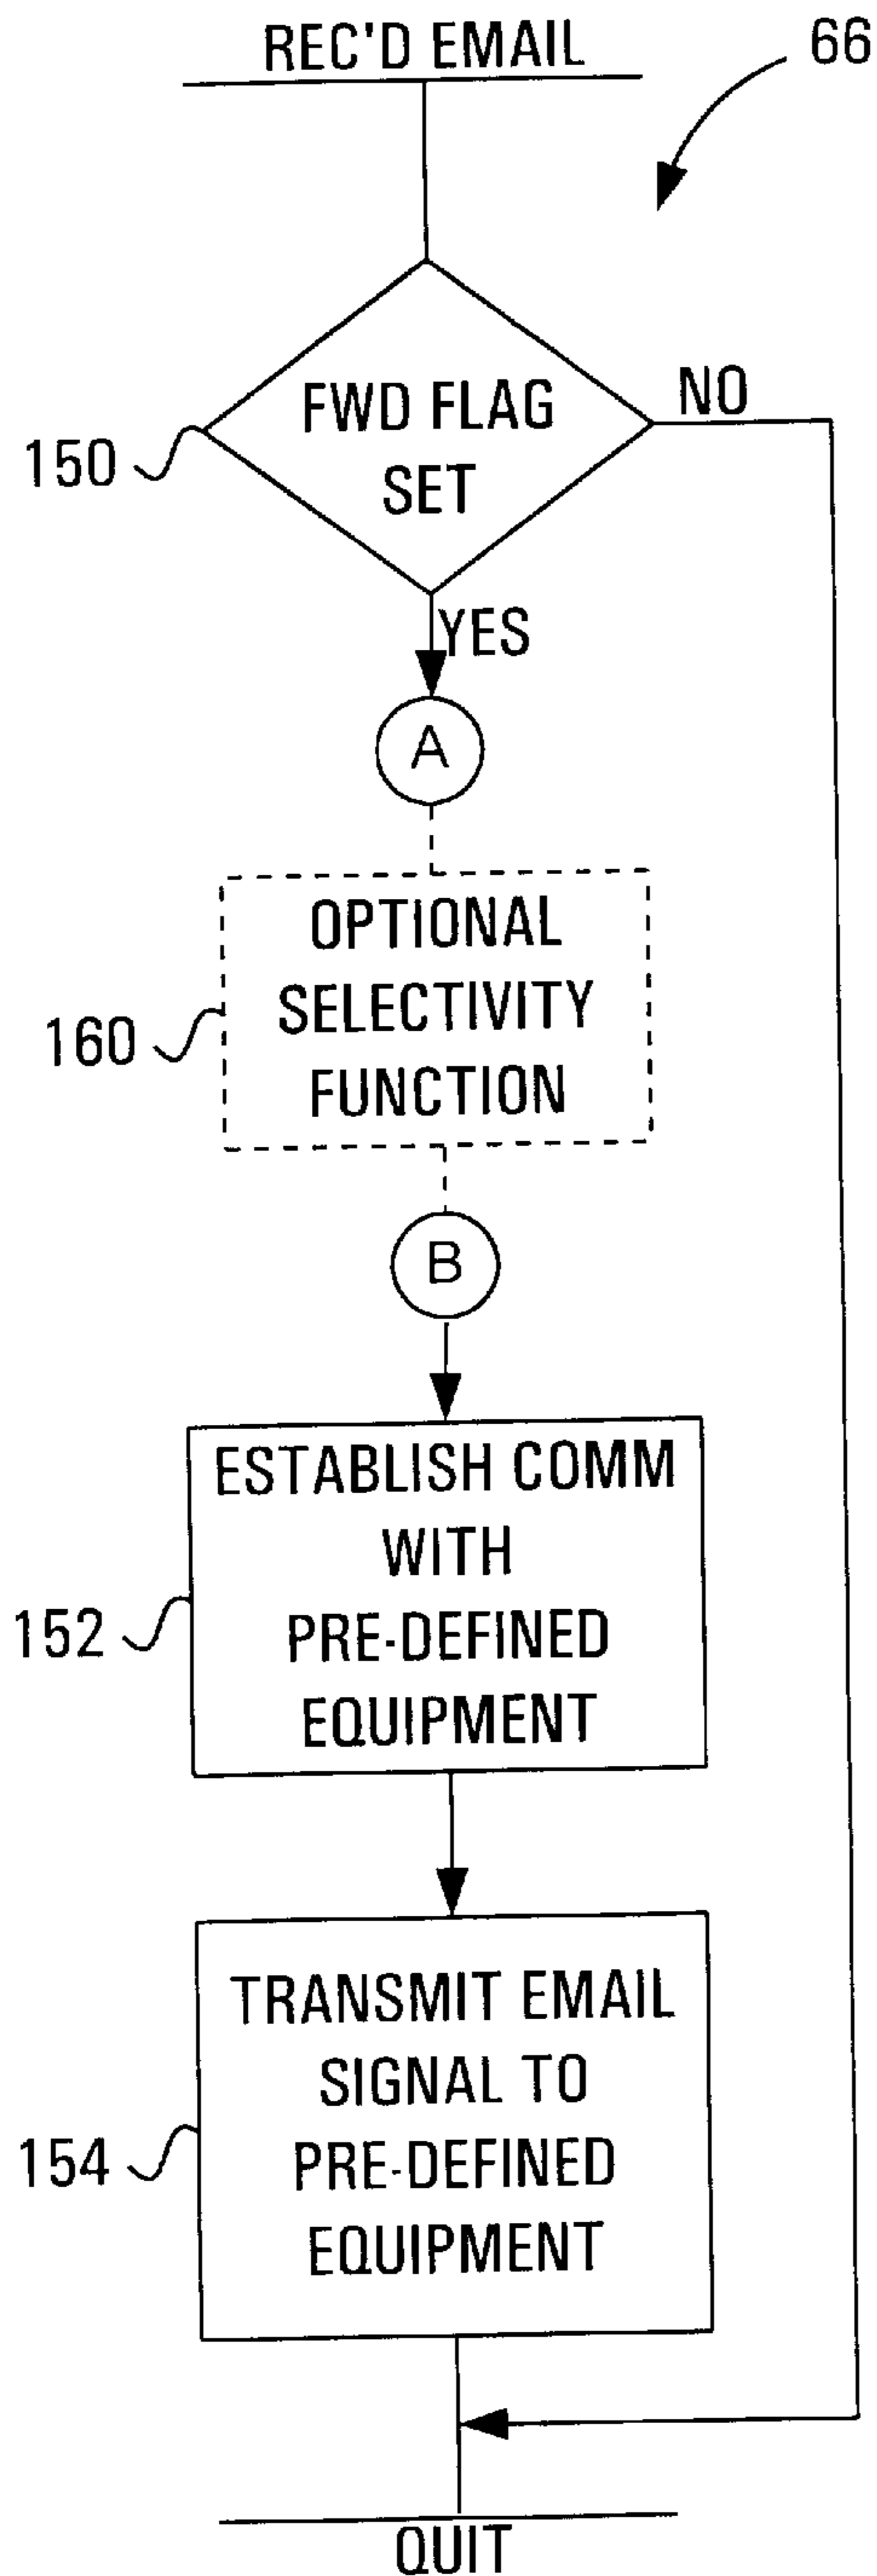 REC'D EMAIL
66
FWD FLAG
SET
NO
150
YES
A
OPTIONAL
SELECTIVITY
FUNCTION
160
B
ESTABLISH COMM
WITH
PRE-DEFINED
EQUIPMENT
152
TRANSMIT EMAIL
SIGNAL TO
PRE-DEFINED
EQUIPMENT
154
QUIT